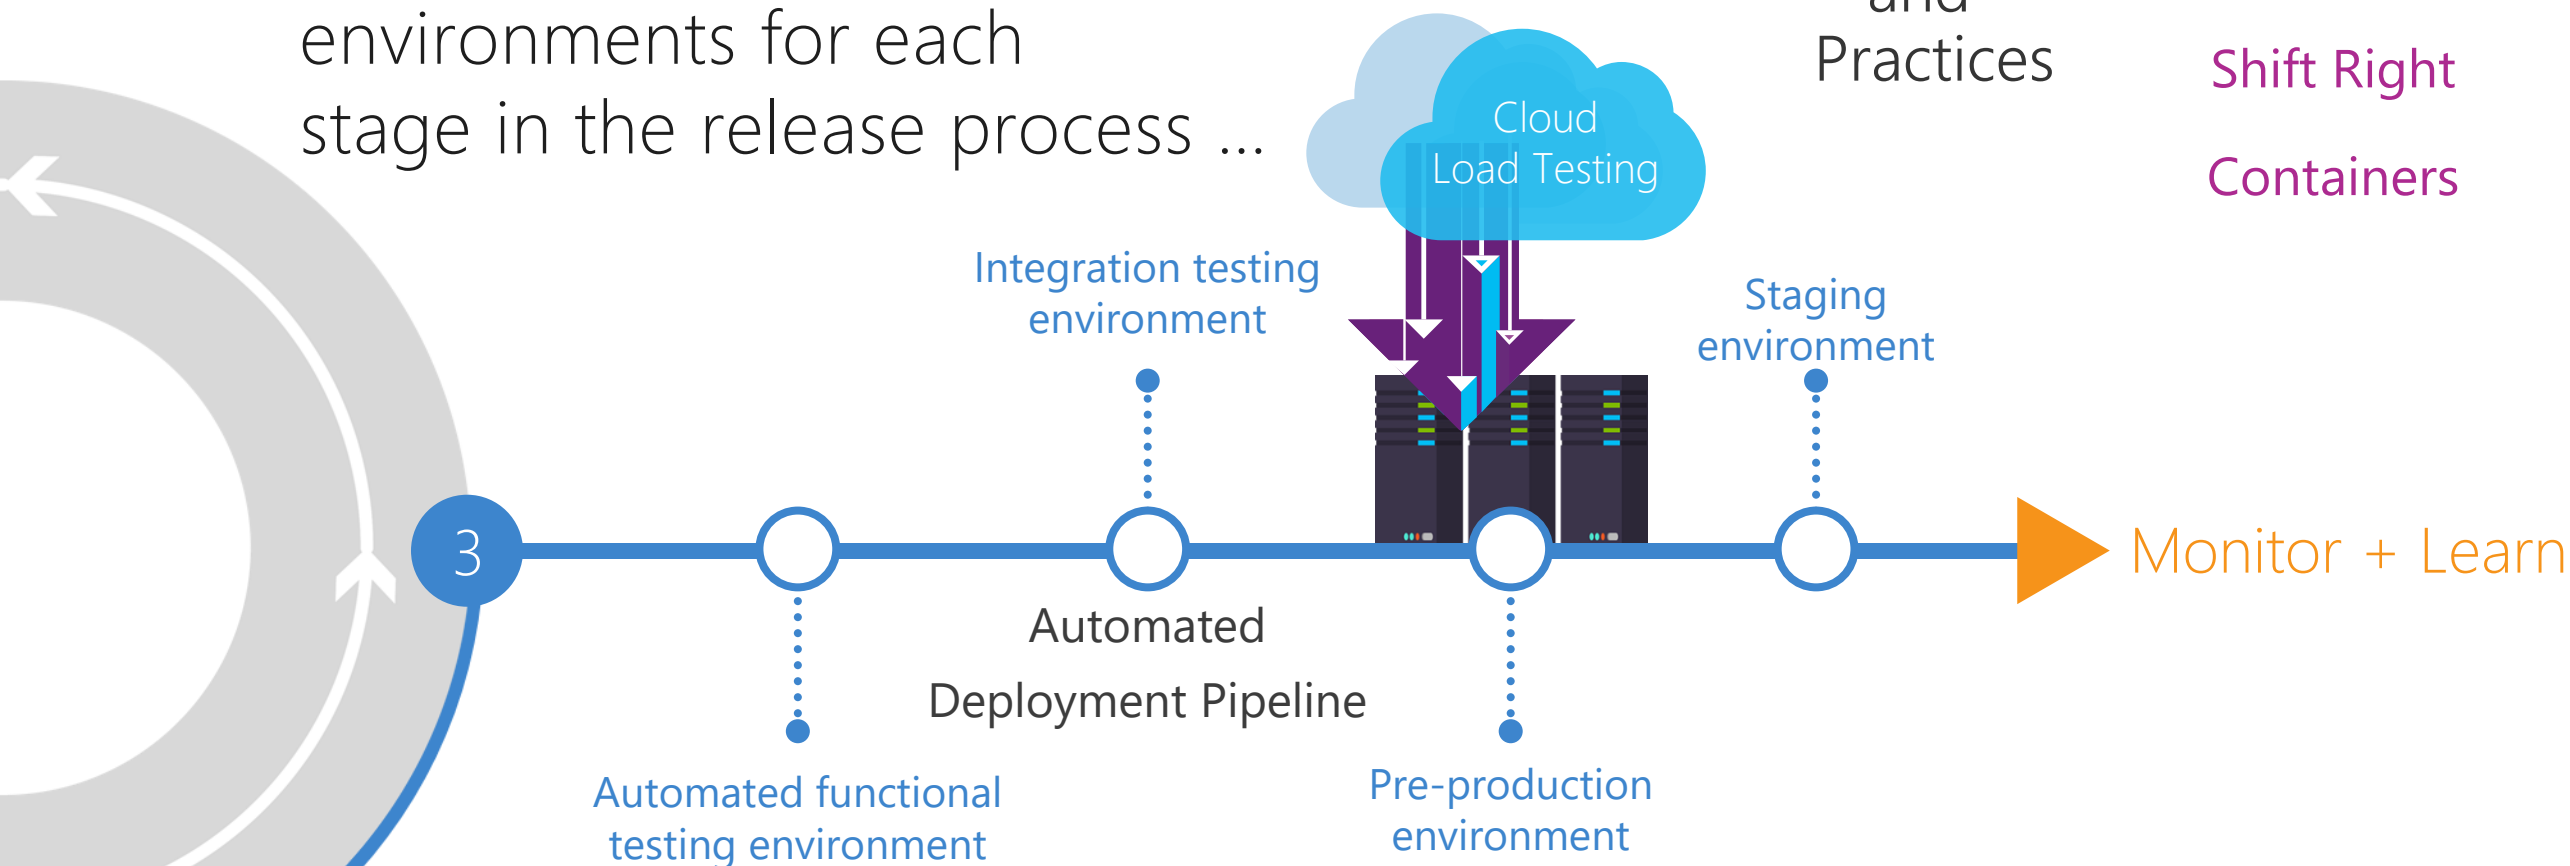 environments for each
stage in the release process ...
and
Practices
Shift Right
Containers
Cloud
Load Testing
Integration testing
environment
Staging
environment
3
Monitor + Learn
Automated
Deployment Pipeline
Automated functional
testing environment
Pre-production
environment